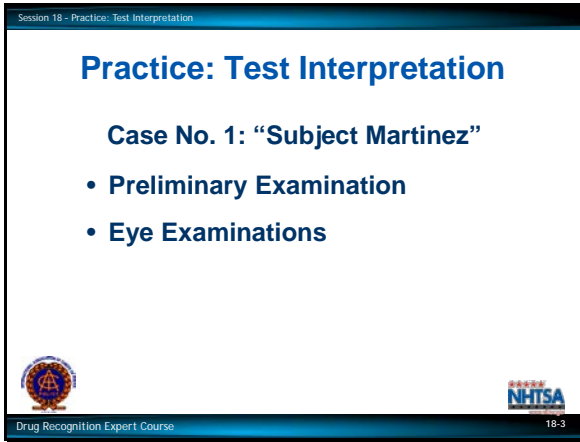 Session 18 - Practice: Test Interpretation
Practice: Test Interpretation
Case No. 1: “Subject Martinez”
• Preliminary Examination
• Eye Examinations
NHTSA
Drug Recognition Expert Course
18-3